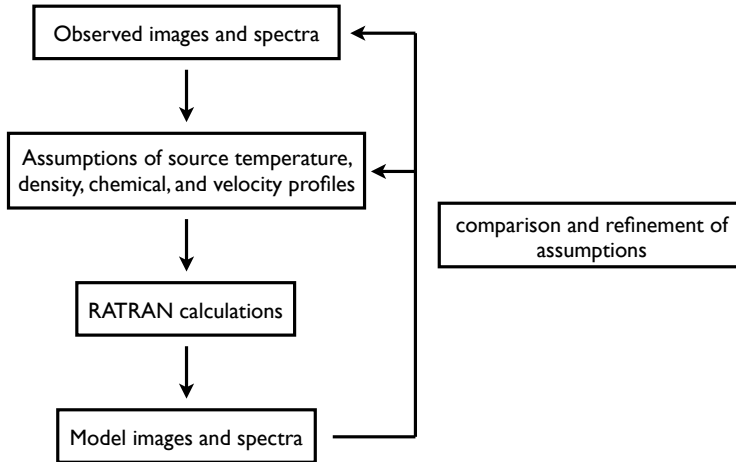 Observed images and spectra
Assumptions of source temperature,
density, chemical, and velocity profiles
comparison and refinement of
assumptions
RATRAN calculations
Model images and spectra